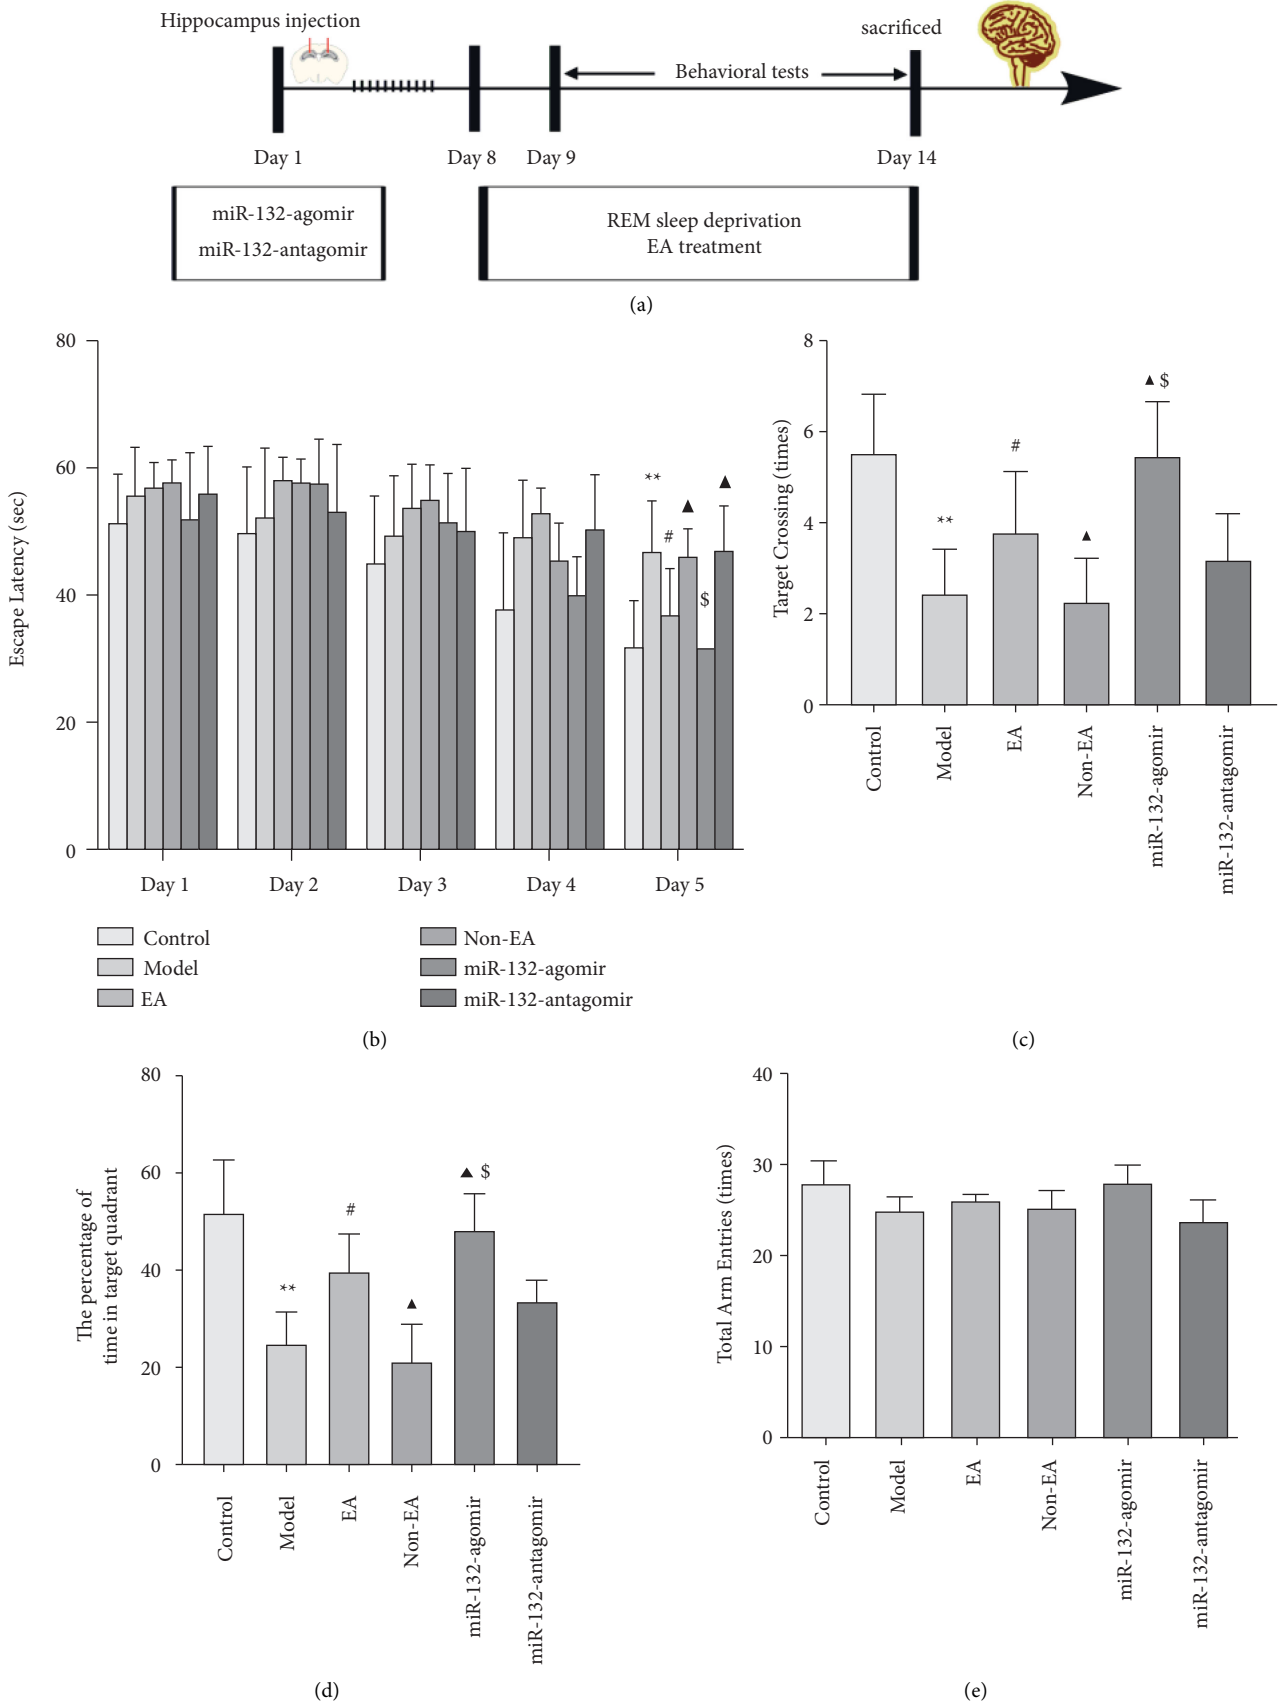 Hippocampus injection
sacrificed
Behavioral tests
Day 1
Day 8
Day 9
Day 14
miR-132-agomir
miR-132-antagomir
REM sleep deprivation
EA treatment
(a)
Escape Latency (sec)
80
60
40
20
0
**
#
▲
$
▲
Day 1
Day 2
Day 3
Day 4
Day 5
Control
Model
EA
Non-EA
miR-132-agomir
miR-132-antagomir
(b)
Target Crossing (times)
8
6
4
2
0
**
#
▲
▲ $
Control
Model
EA
Non-EA
miR-132-agomir
miR-132-antagomir
(c)
The percentage of
time in target quadrant
80
60
40
20
0
**
#
▲
▲ $
Control
Model
EA
Non-EA
miR-132-agomir
miR-132-antagomir
(d)
Total Arm Entries (times)
40
30
20
10
0
Control
Model
EA
Non-EA
miR-132-agomir
miR-132-antagomir
(e)